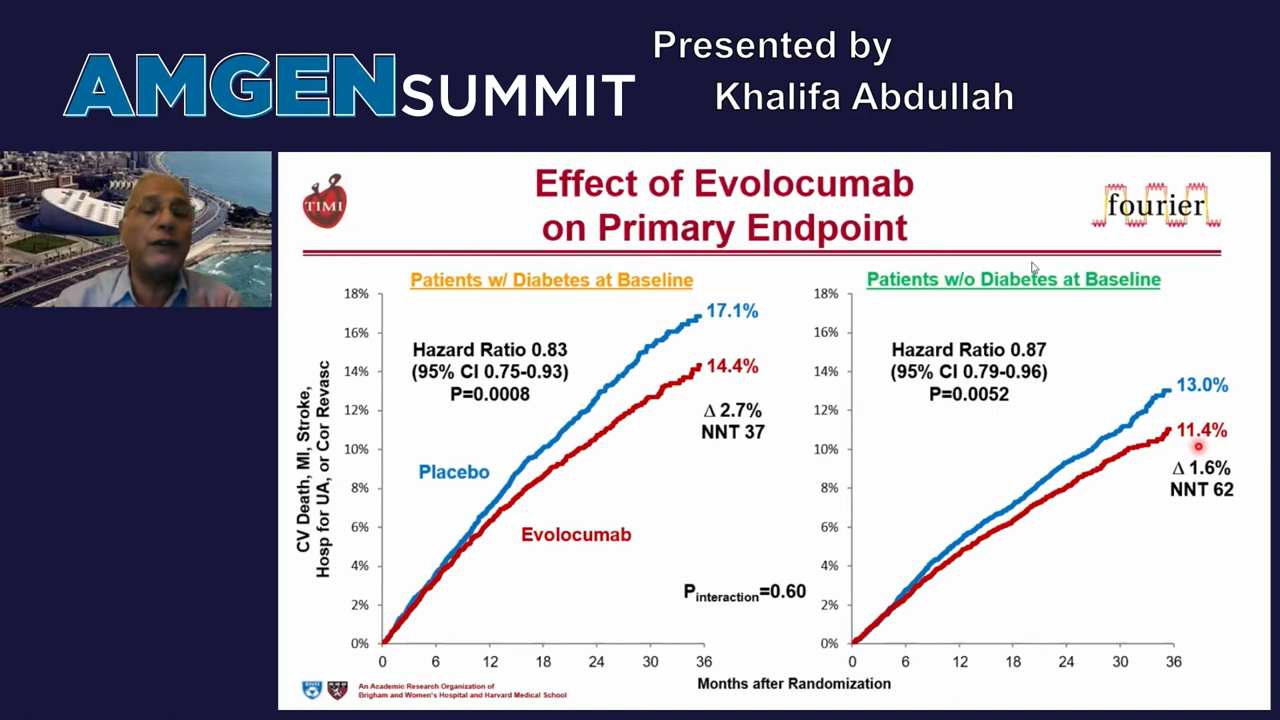 AMGEN SUMMIT
Presented by
Khalifa Abdullah
TIMI
Effect of Evolocumab
on Primary Endpoint
fourier
Patients w/ Diabetes at Baseline
CV Death, MI, Stroke,
Hosp for UA, or Cor Revasc
18%
16%
14%
12%
10%
8%
6%
4%
2%
0%
Hazard Ratio 0.83
(95% CI 0.75-0.93)
P=0.0008
17.1%
14.4%
Δ 2.7%
NNT 37
Placebo
Evolocumab
0 6 12 18 24 30 36
Pinteraction=0.60
Patients w/o Diabetes at Baseline
18%
16%
14%
12%
10%
8%
6%
4%
2%
0%
Hazard Ratio 0.87
(95% CI 0.79-0.96)
P=0.0052
13.0%
11.4%
Δ 1.6%
NNT 62
0 6 12 18 24 30 36
Months after Randomization
An Academic Research Organization of
Brigham and Women's Hospital and Harvard Medical School